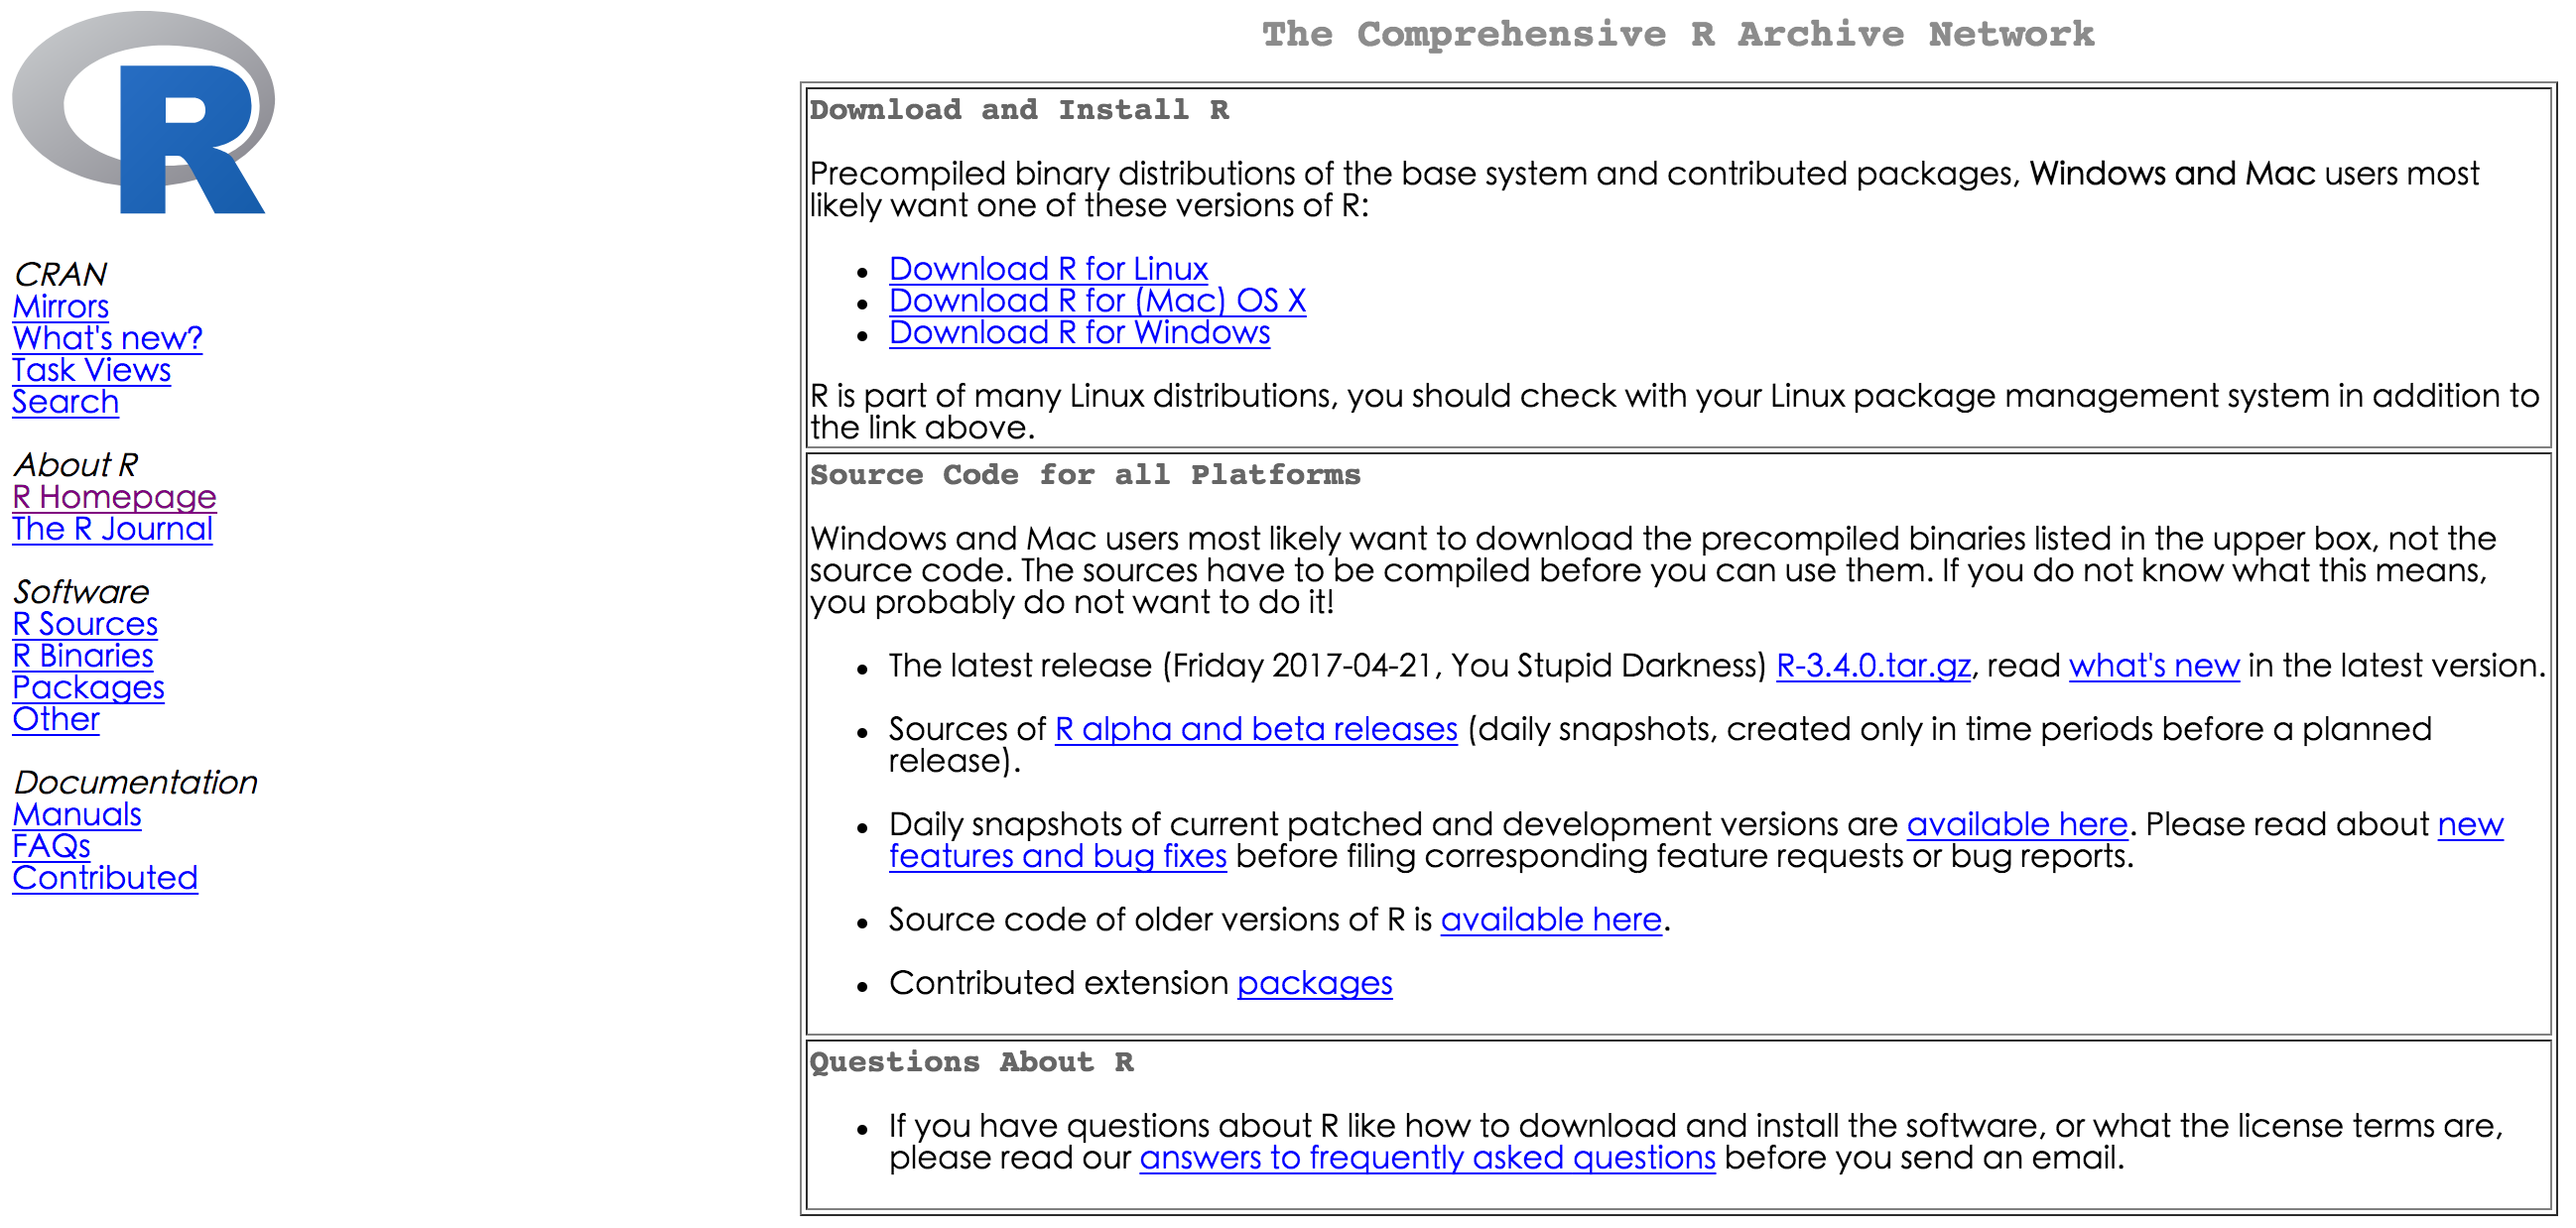 R
CRAN
Mirrors
What's new?
Task Views
Search
About R
R Homepage
The R Journal
Software
R Sources
R Binaries
Packages
Other
Documentation
Manuals
FAQs
Contributed
The Comprehensive R Archive Network
Download and Install R
Precompiled binary distributions of the base system and contributed packages, Windows and Mac users most
likely want one of these versions of R:
• Download R for Linux
• Download R for (Mac) OS X
• Download R for Windows
R is part of many Linux distributions, you should check with your Linux package management system in addition to
the link above.
Source Code for all Platforms
Windows and Mac users most likely want to download the precompiled binaries listed in the upper box, not the
source code. The sources have to be compiled before you can use them. If you do not know what this means,
you probably do not want to do it!
• The latest release (Friday 2017-04-21, You Stupid Darkness) R-3.4.0.tar.gz, read what's new in the latest version.
• Sources of R alpha and beta releases (daily snapshots, created only in time periods before a planned
release).
• Daily snapshots of current patched and development versions are available here. Please read about new
features and bug fixes before filing corresponding feature requests or bug reports.
• Source code of older versions of R is available here.
• Contributed extension packages
Questions About R
• If you have questions about R like how to download and install the software, or what the license terms are,
please read our answers to frequently asked questions before you send an email.